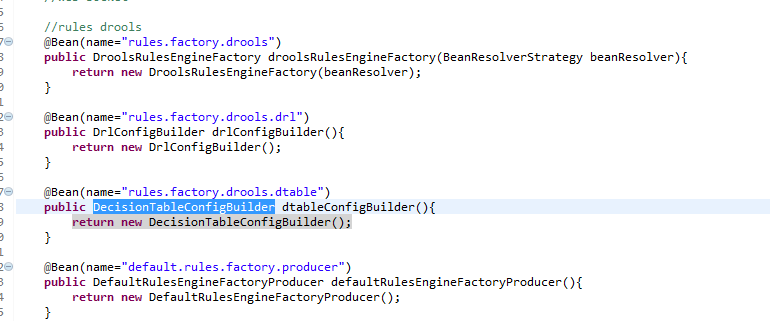 //rules drools
@Bean(name="rules.factory.drools")
public DroolsRulesEngineFactory droolsRulesEngineFactory(BeanResolverStrategy beanResolver){
return new DroolsRulesEngineFactory(beanResolver);
}
@Bean(name="rules.factory.drools.drl")
public DrlConfigBuilder drlConfigBuilder(){
return new DrlConfigBuilder();
}
@Bean(name="rules.factory.drools.dtable")
public DecisionTableConfigBuilder dtableConfigBuilder(){
return new DecisionTableConfigBuilder();
}
@Bean(name="default.rules.factory.producer")
public DefaultRulesEngineFactoryProducer defaultRulesEngineFactoryProducer(){
return new DefaultRulesEngineFactoryProducer();
}